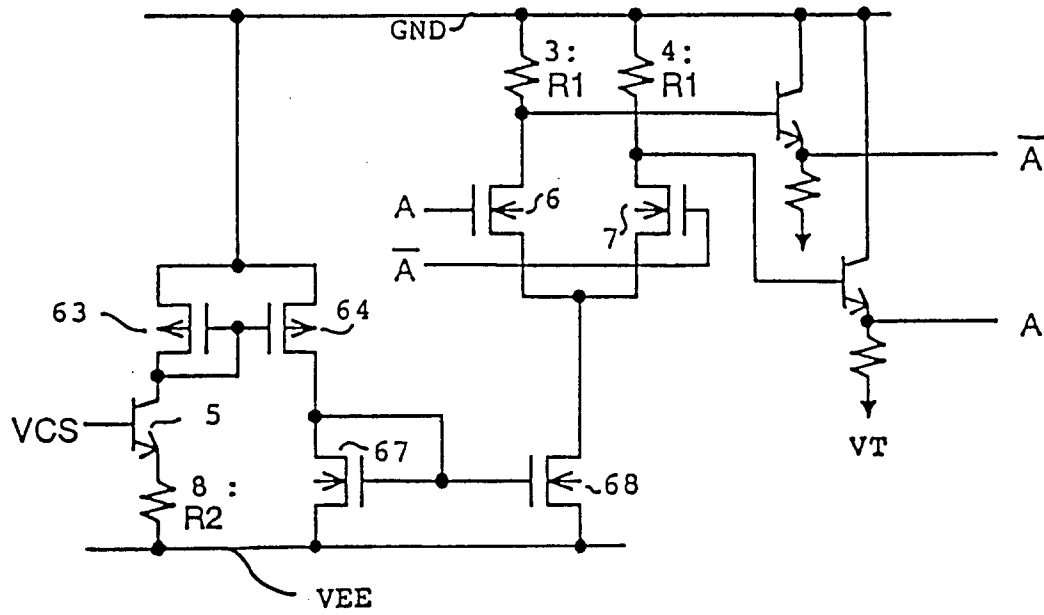 GND
3: 4:
R1 R1
A̅
A 6
7
A̅
63 64
A
VCS 5
VT
67
8: 68
R2
VEE